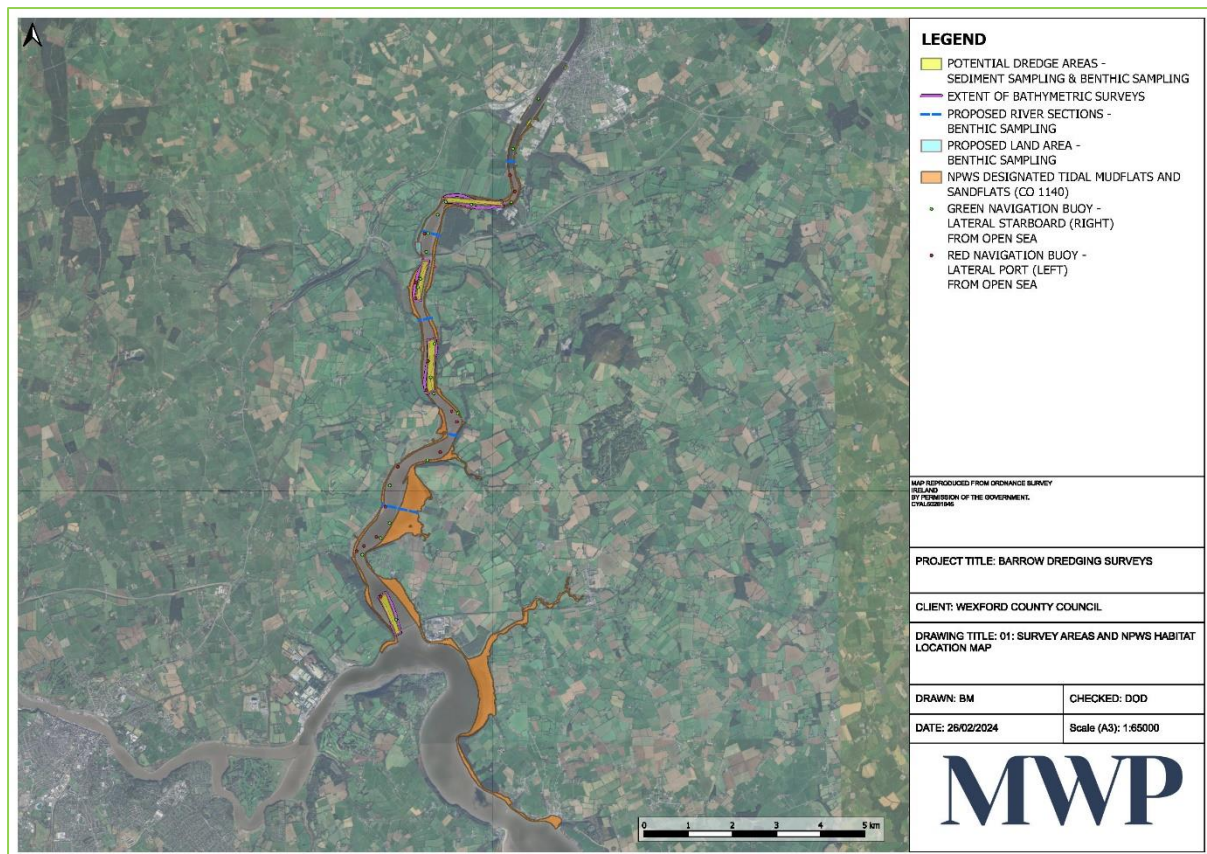 LEGEND
POTENTIAL DREDGE AREAS -
SEDIMENT SAMPLING & BENTHIC SAMPLING
EXTENT OF BATHYMETRIC SURVEYS
PROPOSED RIVER SECTIONS -
BENTHIC SAMPLING
PROPOSED LAND AREA -
BENTHIC SAMPLING
NPWS DESIGNATED TIDAL MUDFLATS AND
SANDFLATS (CO 1140)
GREEN NAVIGATION BUOY -
LATERAL STARBOARD (RIGHT)
FROM OPEN SEA
RED NAVIGATION BUOY -
LATERAL PORT (LEFT)
FROM OPEN SEA
MAP REPRODUCED FROM ORDNANCE SURVEY
IRELAND
BY PERMISSION OF THE GOVERNMENT.
PROJECT TITLE: BARROW DREDGING SURVEYS
CLIENT: WEXFORD COUNTY COUNCIL
DRAWING TITLE: 01: SURVEY AREAS AND NPWS HABITAT
LOCATION MAP
DRAWN: BM
CHECKED: DOD
DATE: 26/02/2024
Scale (A3): 1:65000
MWP
0 1 2 3 4 5 km